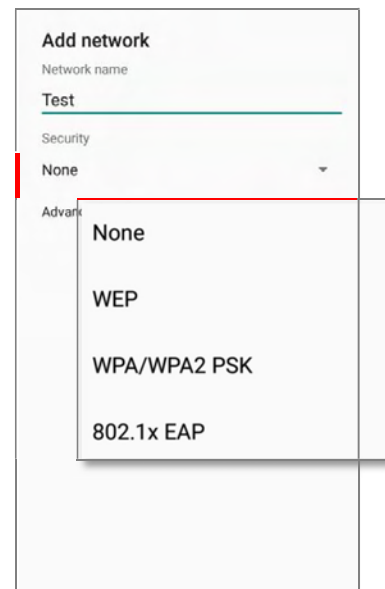 Add network
Network name
Test
Security
None
None
WEP
WPA/WPA2 PSK
802.1x EAP